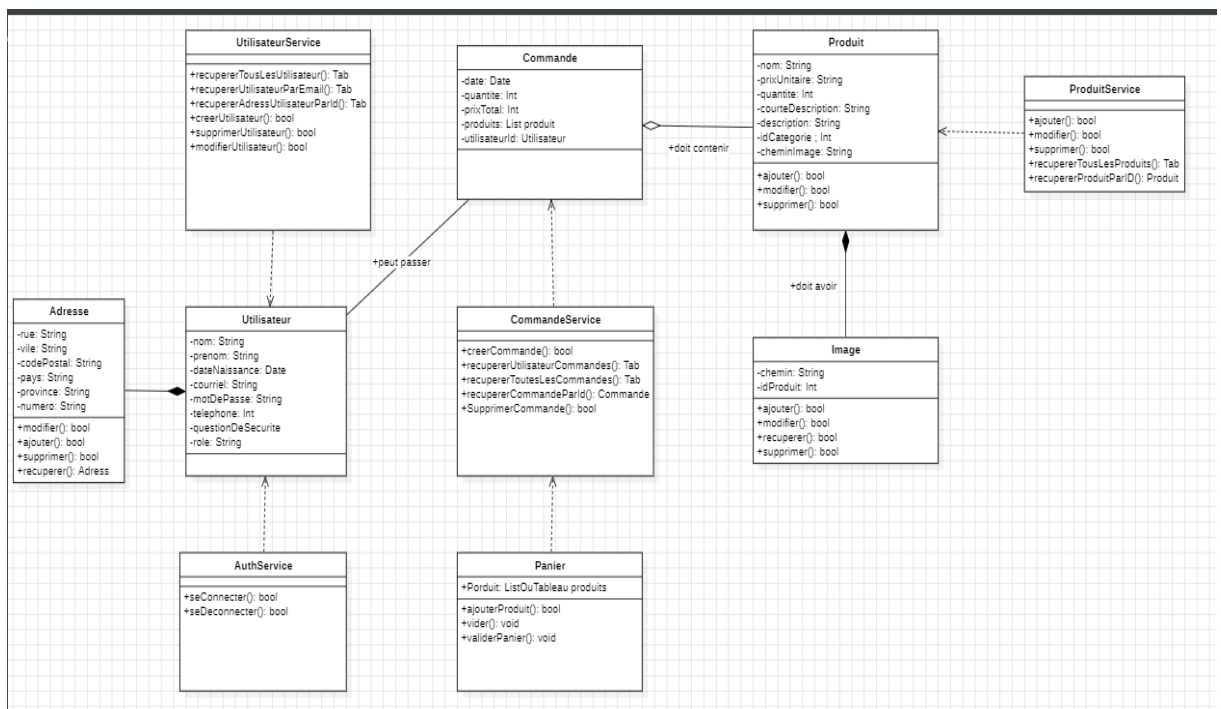 UtilisateurService
+recupererTousLesUtilisateur(): Tab
+recupererUtilisateurParEmail(): Tab
+recupererAdressUtilisateurParId(): Tab
+creerUtilisateur(): bool
+supprimerUtilisateur(): bool
+modifierUtilisateur(): bool
Commande
-date: Date
-quantite: Int
-prixTotal: Int
-produits: List produit
-utilisateurId: Utilisateur
+doit contenir
Produit
-nom: String
-prixUnitaire: String
-quantite: Int
-courteDescription: String
-description: String
-idCategorie ; Int
-cheminImage: String
+ajouter(): bool
+modifier(): bool
+supprimer(): bool
ProduitService
+ajouter(): bool
+modifier(): bool
+supprimer(): bool
+recupererTousLesProduits(): Tab
+recupererProduitParID(): Produit
+peut passer
+doit avoir
Adresse
-rue: String
-vile: String
-codePostal: String
-pays: String
-province: String
-numero: String
+modifier(): bool
+ajouter(): bool
+supprimer(): bool
+recuperer(): Adress
Utilisateur
-nom: String
-prenom: String
-dateNaissance: Date
-courriel: String
-motDePasse: String
-telephone: Int
-questionDeSecurite
-role: String
CommandeService
+creerCommande(): bool
+recupererUtilisateurCommandes(): Tab
+recupererToutesLesCommandes(): Tab
+recupererCommandeParId(): Commande
+SupprimerCommande(): bool
Image
-chemin: String
-idProduit: Int
+ajouter(): bool
+modifier(): bool
+recuperer(): bool
+supprimer(): bool
AuthService
+seConnecter(): bool
+seDeconnecter(): bool
Panier
+Porduit: ListOuTableau produits
+ajouterProduit(): bool
+vider(): void
+validerPanier(): void